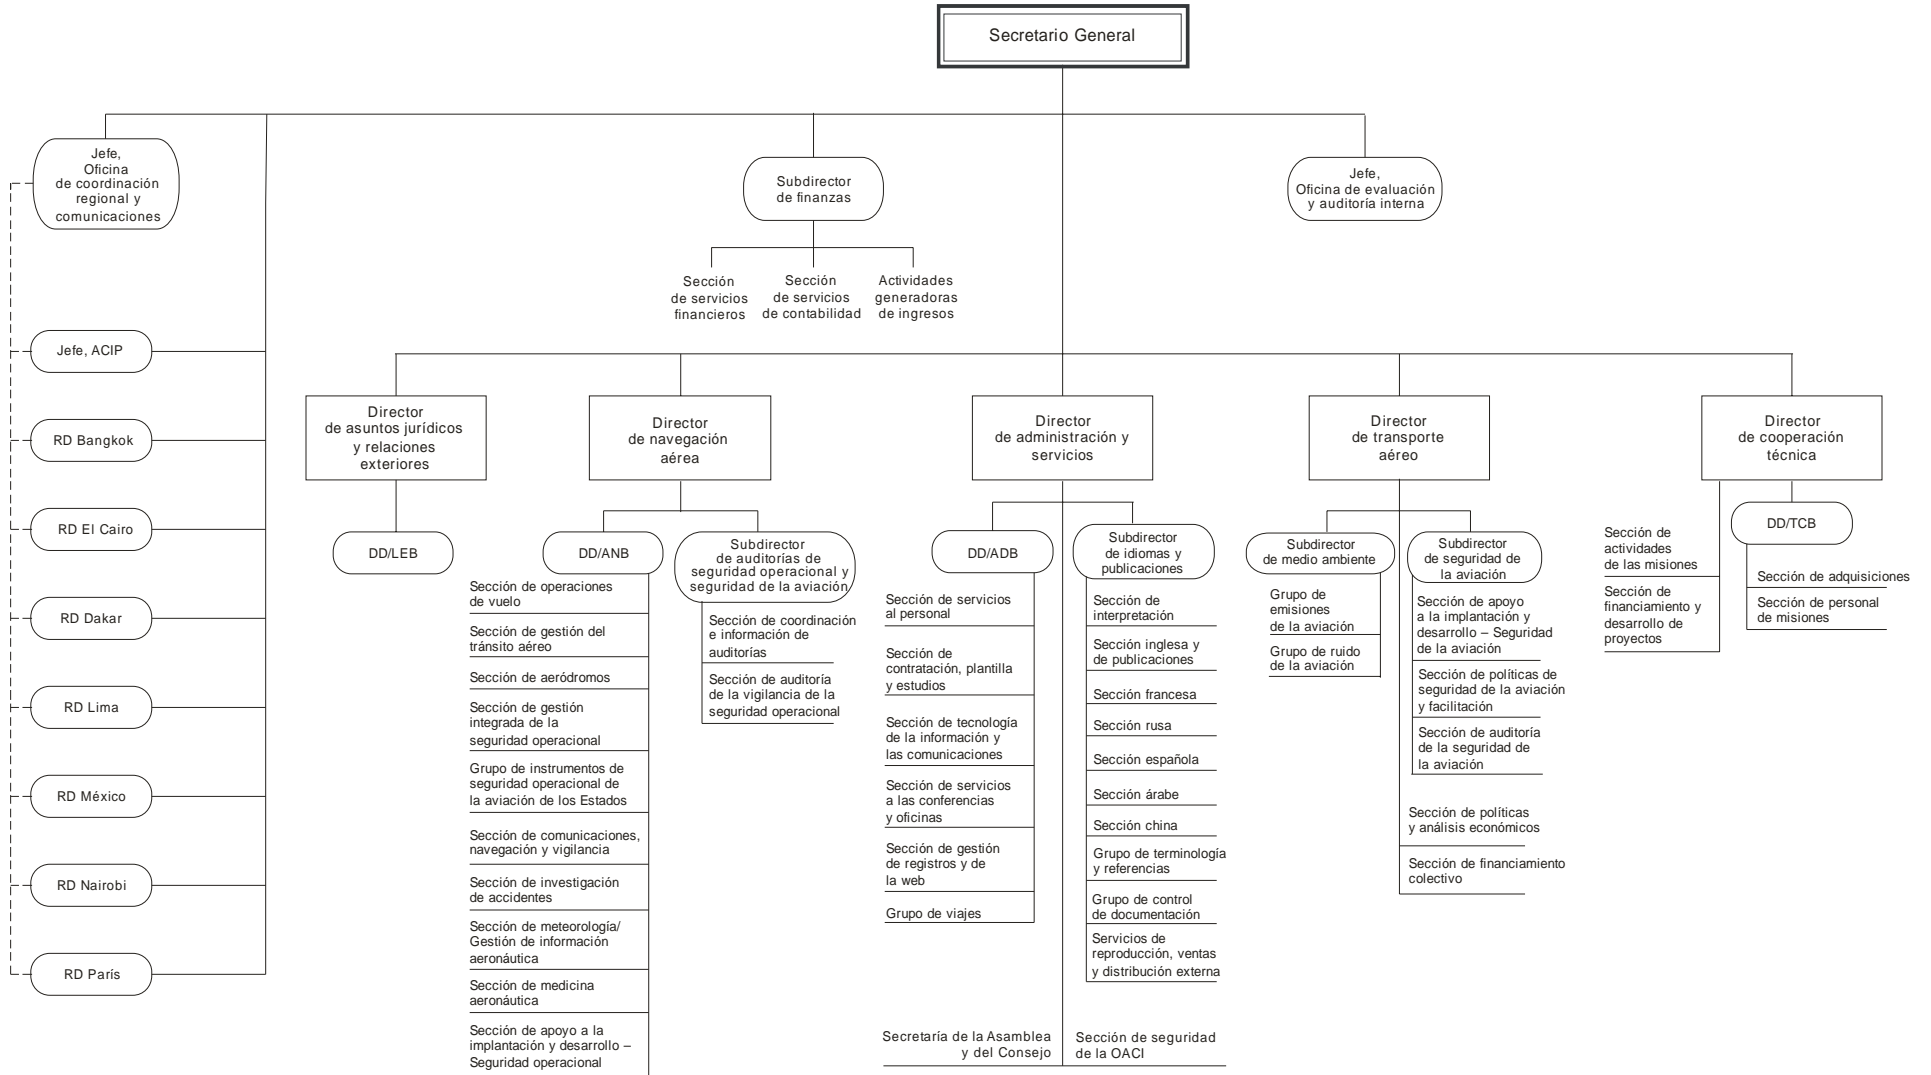 Secretario General
Jefe,
Oficina
de coordinación
regional y
comunicaciones
Subdirector
de finanzas
Jefe,
Oficina de evaluación
y auditoría interna
Sección
de servicios
financieros
Sección
de servicios
de contabilidad
Actividades
generadoras
de ingresos
Jefe, ACIP
RD Bangkok
RD El Cairo
RD Dakar
RD Lima
RD México
RD Nairobi
RD París
Director
de asuntos jurídicos
y relaciones
exteriores
DD/LEB
Director
de navegación
aérea
DD/ANB
Sección de operaciones
de vuelo
Sección de gestión del
tránsito aéreo
Sección de aeródromos
Sección de gestión
integrada de la
seguridad operacional
Grupo de instrumentos de
seguridad operacional de
la aviación de los Estados
Sección de comunicaciones,
navegación y vigilancia
Sección de investigación
de accidentes
Sección de meteorología/
Gestión de información
aeronáutica
Sección de medicina
aeronáutica
Sección de apoyo a la
implantación y desarrollo –
Seguridad operacional
Subdirector
de auditorías de
seguridad operacional y
seguridad de la aviación
Sección de coordinación
e información de
auditorías
Sección de auditoría
de la vigilancia de la
seguridad operacional
Director
de administración y
servicios
DD/ADB
Sección de servicios
al personal
Sección de
contratación, plantilla
y estudios
Sección de tecnología
de la información y
las comunicaciones
Sección de servicios
a las conferencias
y oficinas
Sección de gestión
de registros y de
la web
Grupo de viajes
Subdirector
de idiomas y
publicaciones
Sección de
interpretación
Sección inglesa y
de publicaciones
Sección francesa
Sección rusa
Sección española
Sección árabe
Sección china
Grupo de terminología
y referencias
Grupo de control
de documentación
Servicios de
reproducción, ventas
y distribución externa
Secretaría de la Asamblea
y del Consejo
Sección de seguridad
de la OACI
Director
de transporte
aéreo
Subdirector
de medio ambiente
Grupo de
emisiones
de la aviación
Grupo de ruido
de la aviación
Subdirector
de seguridad de
la aviación
Sección de apoyo
a la implantación y
desarrollo – Seguridad
de la aviación
Sección de políticas de
seguridad de la aviación
y facilitación
Sección de auditoría
de la seguridad de
la aviación
Sección de políticas
y análisis económicos
Sección de financiamiento
colectivo
Director
de cooperación
técnica
Sección de
actividades
de las misiones
Sección de
financiamiento y
desarrollo de
proyectos
DD/TCB
Sección de adquisiciones
Sección de personal
de misiones